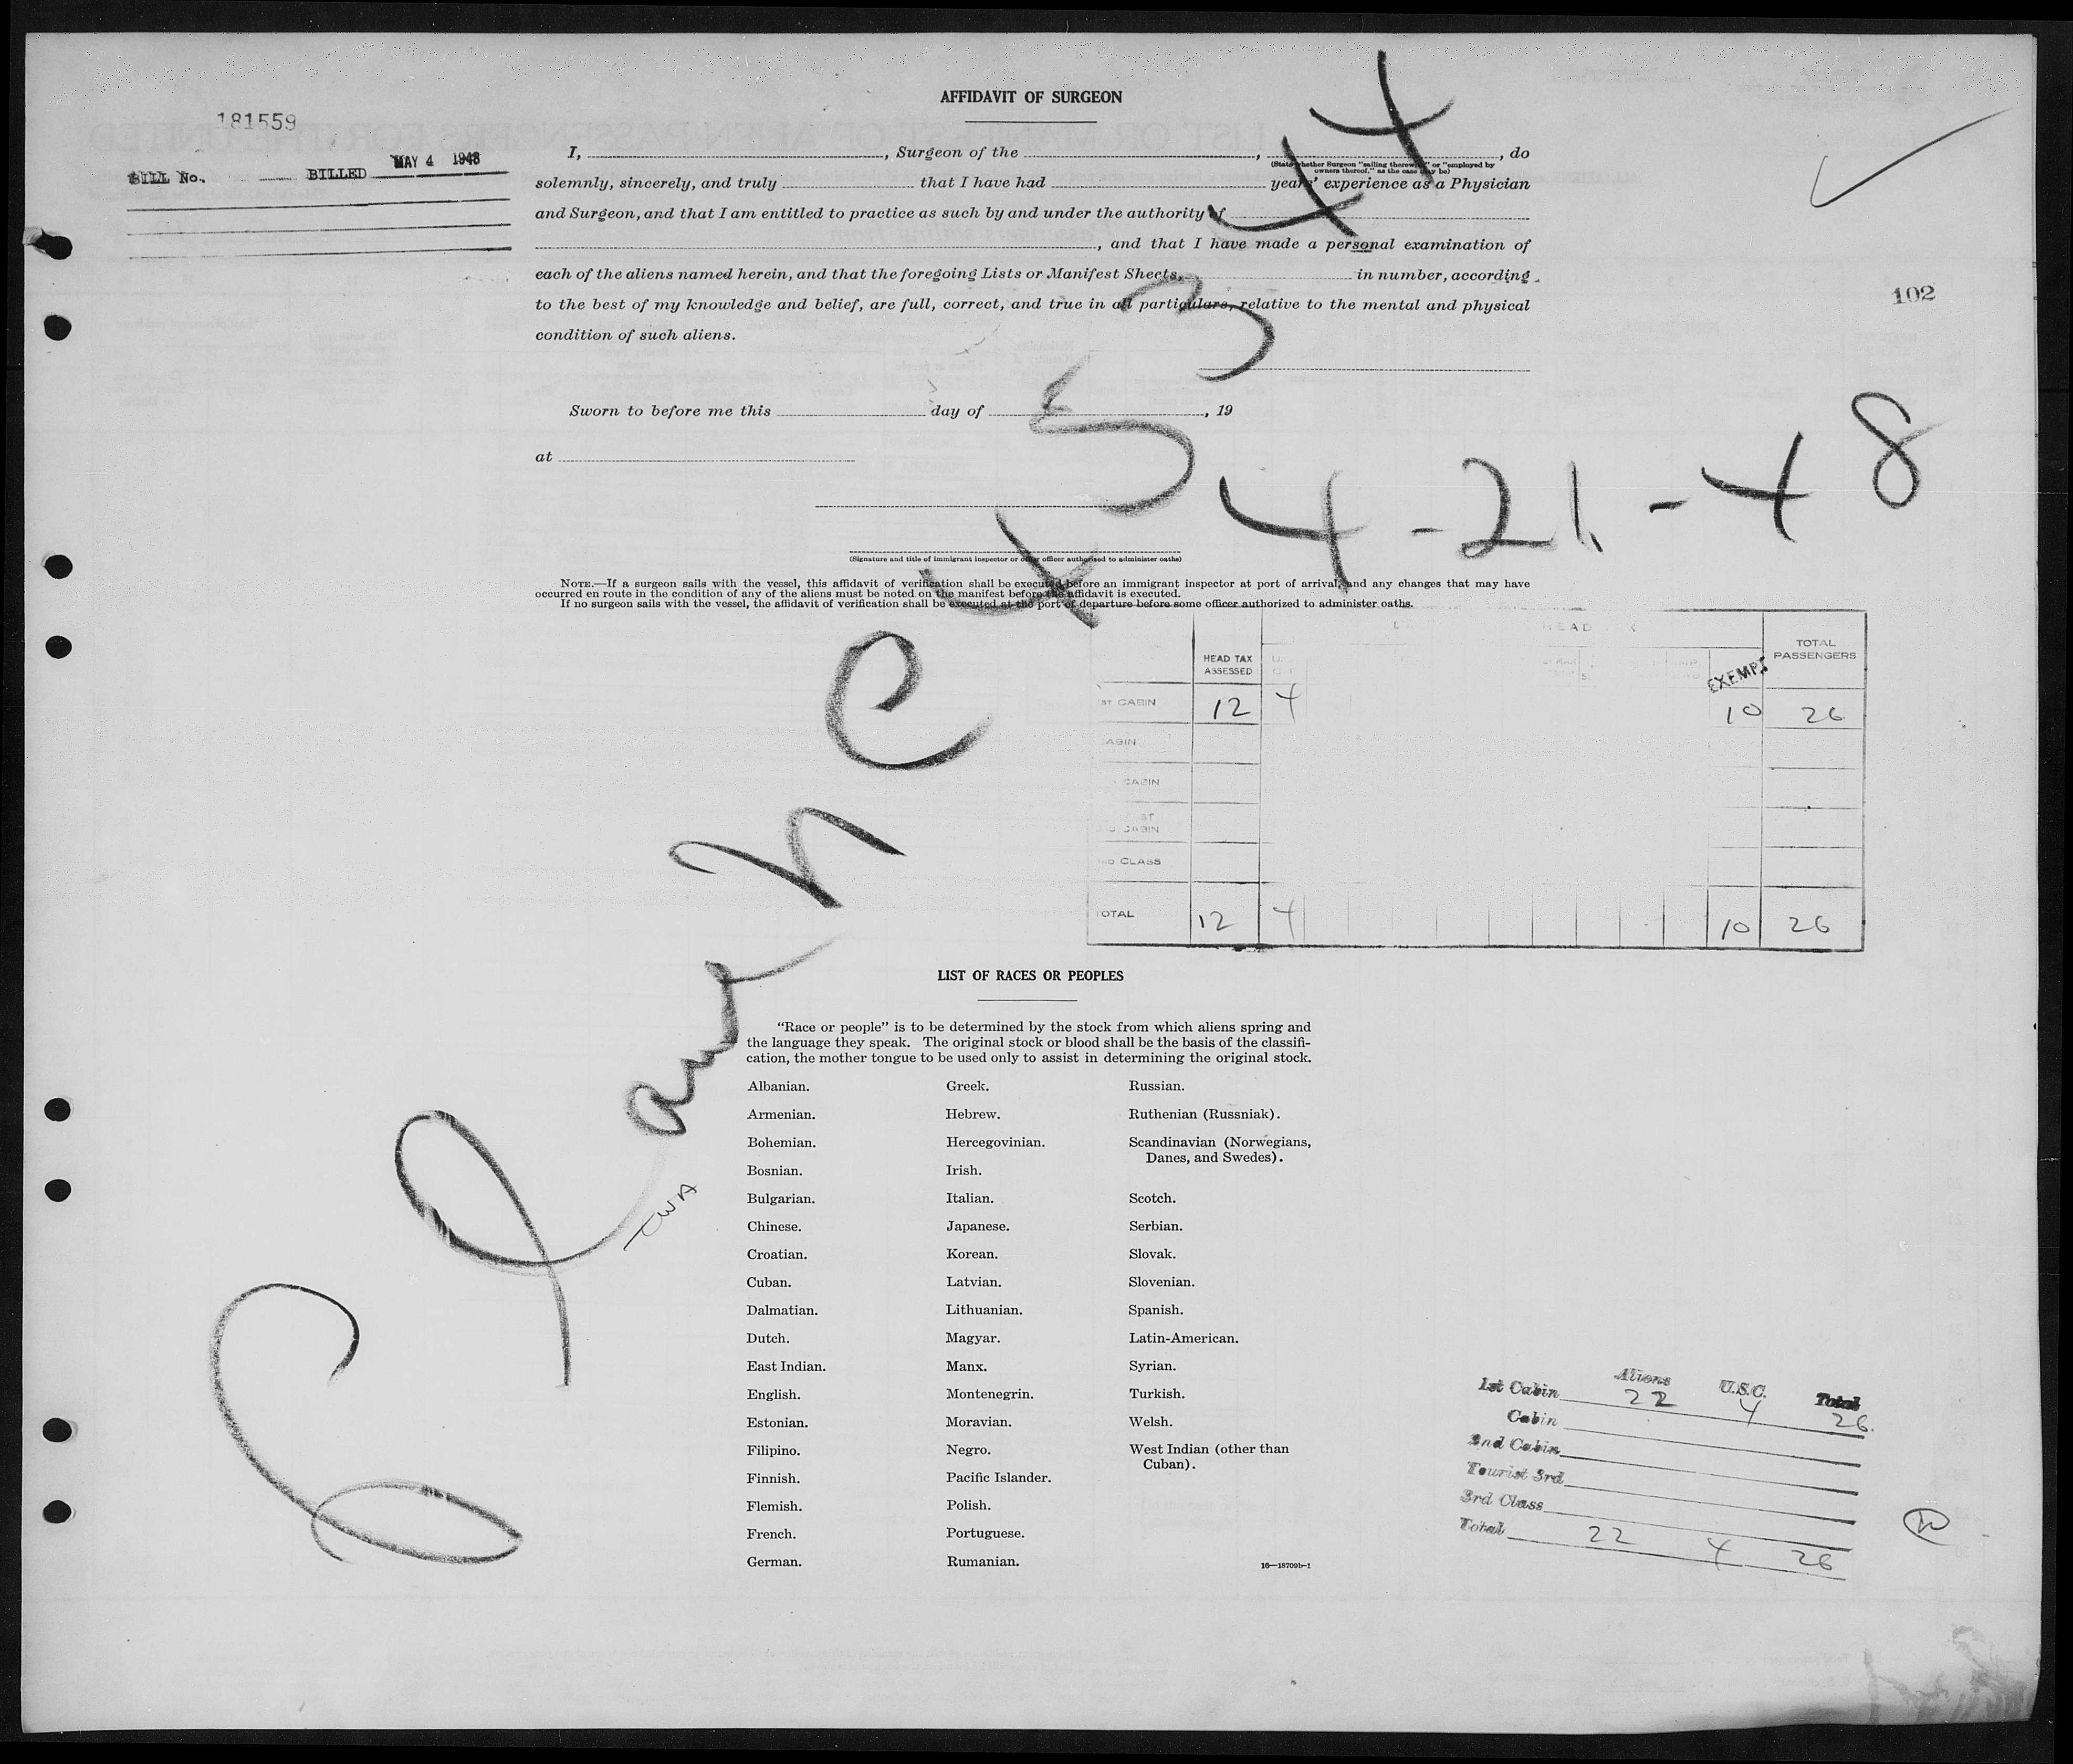 AFFIDAVIT OF SURGEON
181559
BILL No. BILLED MAY 4 1948
I, , Surgeon of the , , do
(State whether Surgeon "sailing therewith" or "employed by
owners thereof," as the case may be)
solemnly, sincerely, and truly that I have had years' experience as a Physician
and Surgeon, and that I am entitled to practice as such by and under the authority of
, and that I have made a personal examination of
each of the aliens named herein, and that the foregoing Lists or Manifest Sheets, in number, according
to the best of my knowledge and belief, are full, correct, and true in all particulars, relative to the mental and physical
condition of such aliens.
102
Sworn to before me this day of , 19
at
(Signature and title of immigrant inspector or other officer authorized to administer oaths)
Plane 45344
4-21-48
NOTE.—If a surgeon sails with the vessel, this affidavit of verification shall be executed before an immigrant inspector at port of arrival, and any changes that may have
occurred en route in the condition of any of the aliens must be noted on the manifest before the affidavit is executed.
If no surgeon sails with the vessel, the affidavit of verification shall be executed at the port of departure before some officer authorized to administer oaths.
HEAD TAX
HEAD TAX ASSESSED EXEMPT TOTAL PASSENGERS
1ST CABIN 12 4 10 26
CABIN
CABIN
CABIN
CLASS
TOTAL 12 4 10 26
TWA
LIST OF RACES OR PEOPLES
"Race or people" is to be determined by the stock from which aliens spring and
the language they speak. The original stock or blood shall be the basis of the classifi-
cation, the mother tongue to be used only to assist in determining the original stock.
Albanian.
Armenian.
Bohemian.
Bosnian.
Bulgarian.
Chinese.
Croatian.
Cuban.
Dalmatian.
Dutch.
East Indian.
English.
Estonian.
Filipino.
Finnish.
Flemish.
French.
German.
Greek.
Hebrew.
Hercegovinian.
Irish.
Italian.
Japanese.
Korean.
Latvian.
Lithuanian.
Magyar.
Manx.
Montenegrin.
Moravian.
Negro.
Pacific Islander.
Polish.
Portuguese.
Rumanian.
Russian.
Ruthenian (Russniak).
Scandinavian (Norwegians,
Danes, and Swedes).
Scotch.
Serbian.
Slovak.
Slovenian.
Spanish.
Latin-American.
Syrian.
Turkish.
Welsh.
West Indian (other than
Cuban).
16—18709b-1
Aliens U.S.C. Total
1st Cabin 22 4 26
Cabin
2nd Cabin
Tourist 3rd
3rd Class
Total 22 4 26